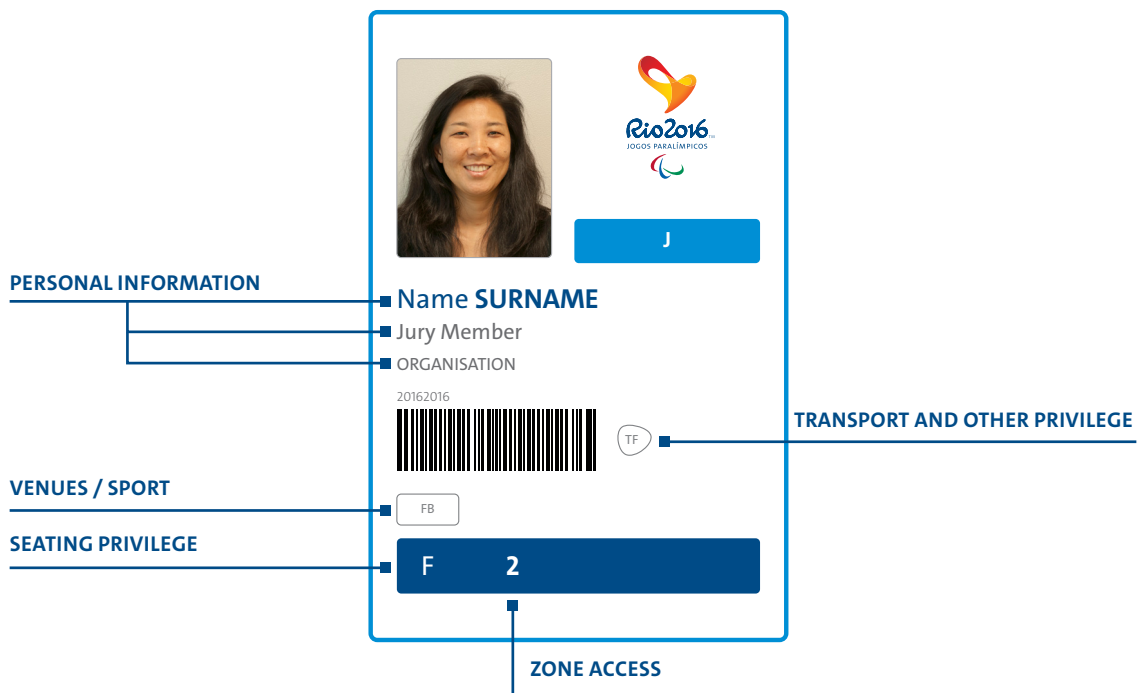 Rio2016™
JOGOS PARALÍMPICOS
J
PERSONAL INFORMATION
Name SURNAME
Jury Member
ORGANISATION
20162016
TRANSPORT AND OTHER PRIVILEGE
TF
VENUES / SPORT
FB
SEATING PRIVILEGE
F 2
ZONE ACCESS